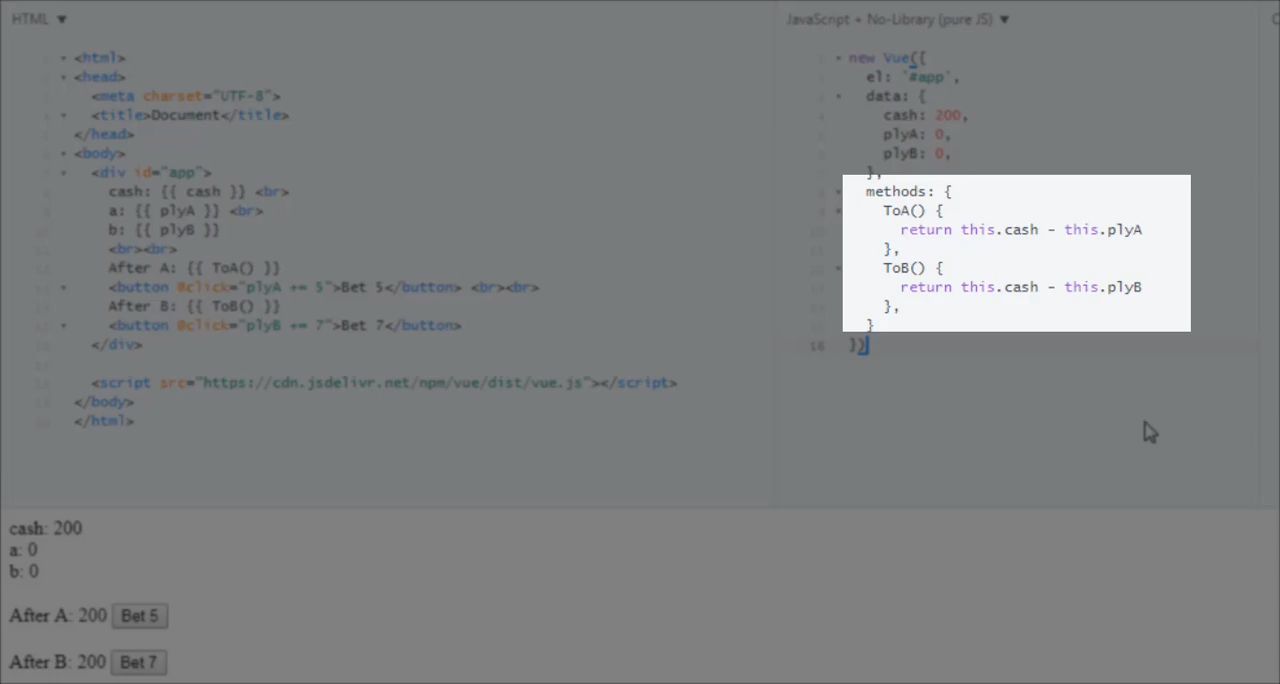 HTML ▼
<html>
<head>
<meta charset="UTF-8">
<title>Document</title>
</head>
<body>
<div id="app">
cash: {{ cash }} <br>
a: {{ plyA }} <br>
b: {{ plyB }}
<br><br>
After A: {{ ToA() }}
<button @click="plyA += 5">Bet 5</button> <br><br>
After B: {{ ToB() }}
<button @click="plyB += 7">Bet 7</button>
</div>
<script src="https://cdn.jsdelivr.net/npm/vue/dist/vue.js"></script>
</body>
</html>
JavaScript + No-Library (pure JS) ▼
new Vue({
el: `#app`,
data: {
cash: 200,
plyA: 0,
plyB: 0,
},
methods: {
ToA() {
return this.cash - this.plyA
},
ToB() {
return this.cash - this.plyB
},
}
16 })
cash: 200
a: 0
b: 0
After A: 200 Bet 5
After B: 200 Bet 7